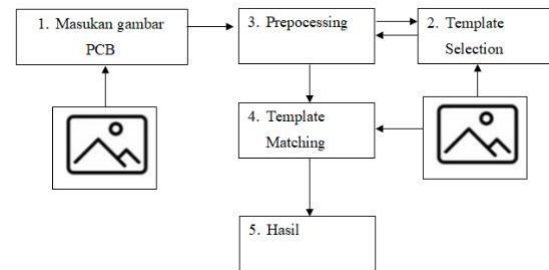 1. Masukan gambar
PCB
3. Prepocessing
2. Template
Selection
4. Template
Matching
5. Hasil